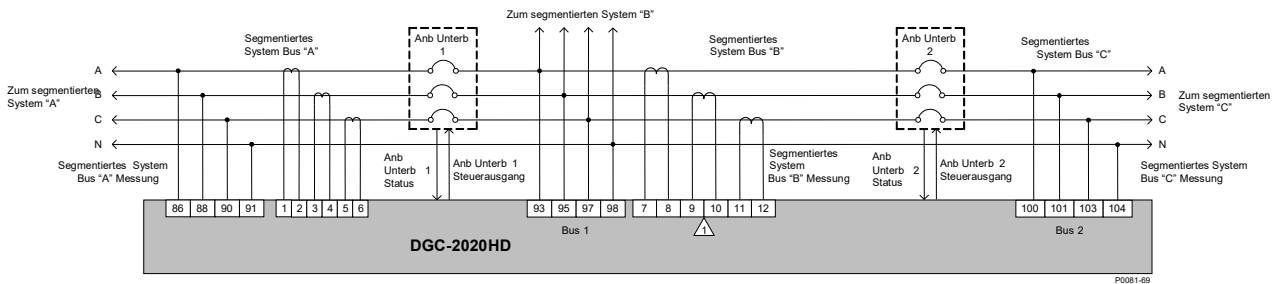 Zum segmentierten System “B”
Segmentiertes
System Bus “A”
Anb Unterb
1
Segmentiertes
System Bus “B”
Anb Unterb
2
Segmentiertes
System Bus “C”
A
A
Zum segmentierten
System “A”
B
B
Zum segmentierten
System “C”
C
C
N
N
Segmentiertes System
Bus “A” Messung
Anb
Unterb 1
Status
Anb Unterb 1
Steuerausgang
Segmentiertes
System
Bus “B” Messung
Anb
Unterb 2
Status
Anb Unterb 2
Steuerausgang
Segmentiertes System
Bus “C” Messung
86 88 90 91 1 2 3 4 5 6 93 95 97 98 7 8 9 10 11 12 100 101 103 104
Bus 1
1
Bus 2
DGC-2020HD
P0081-69